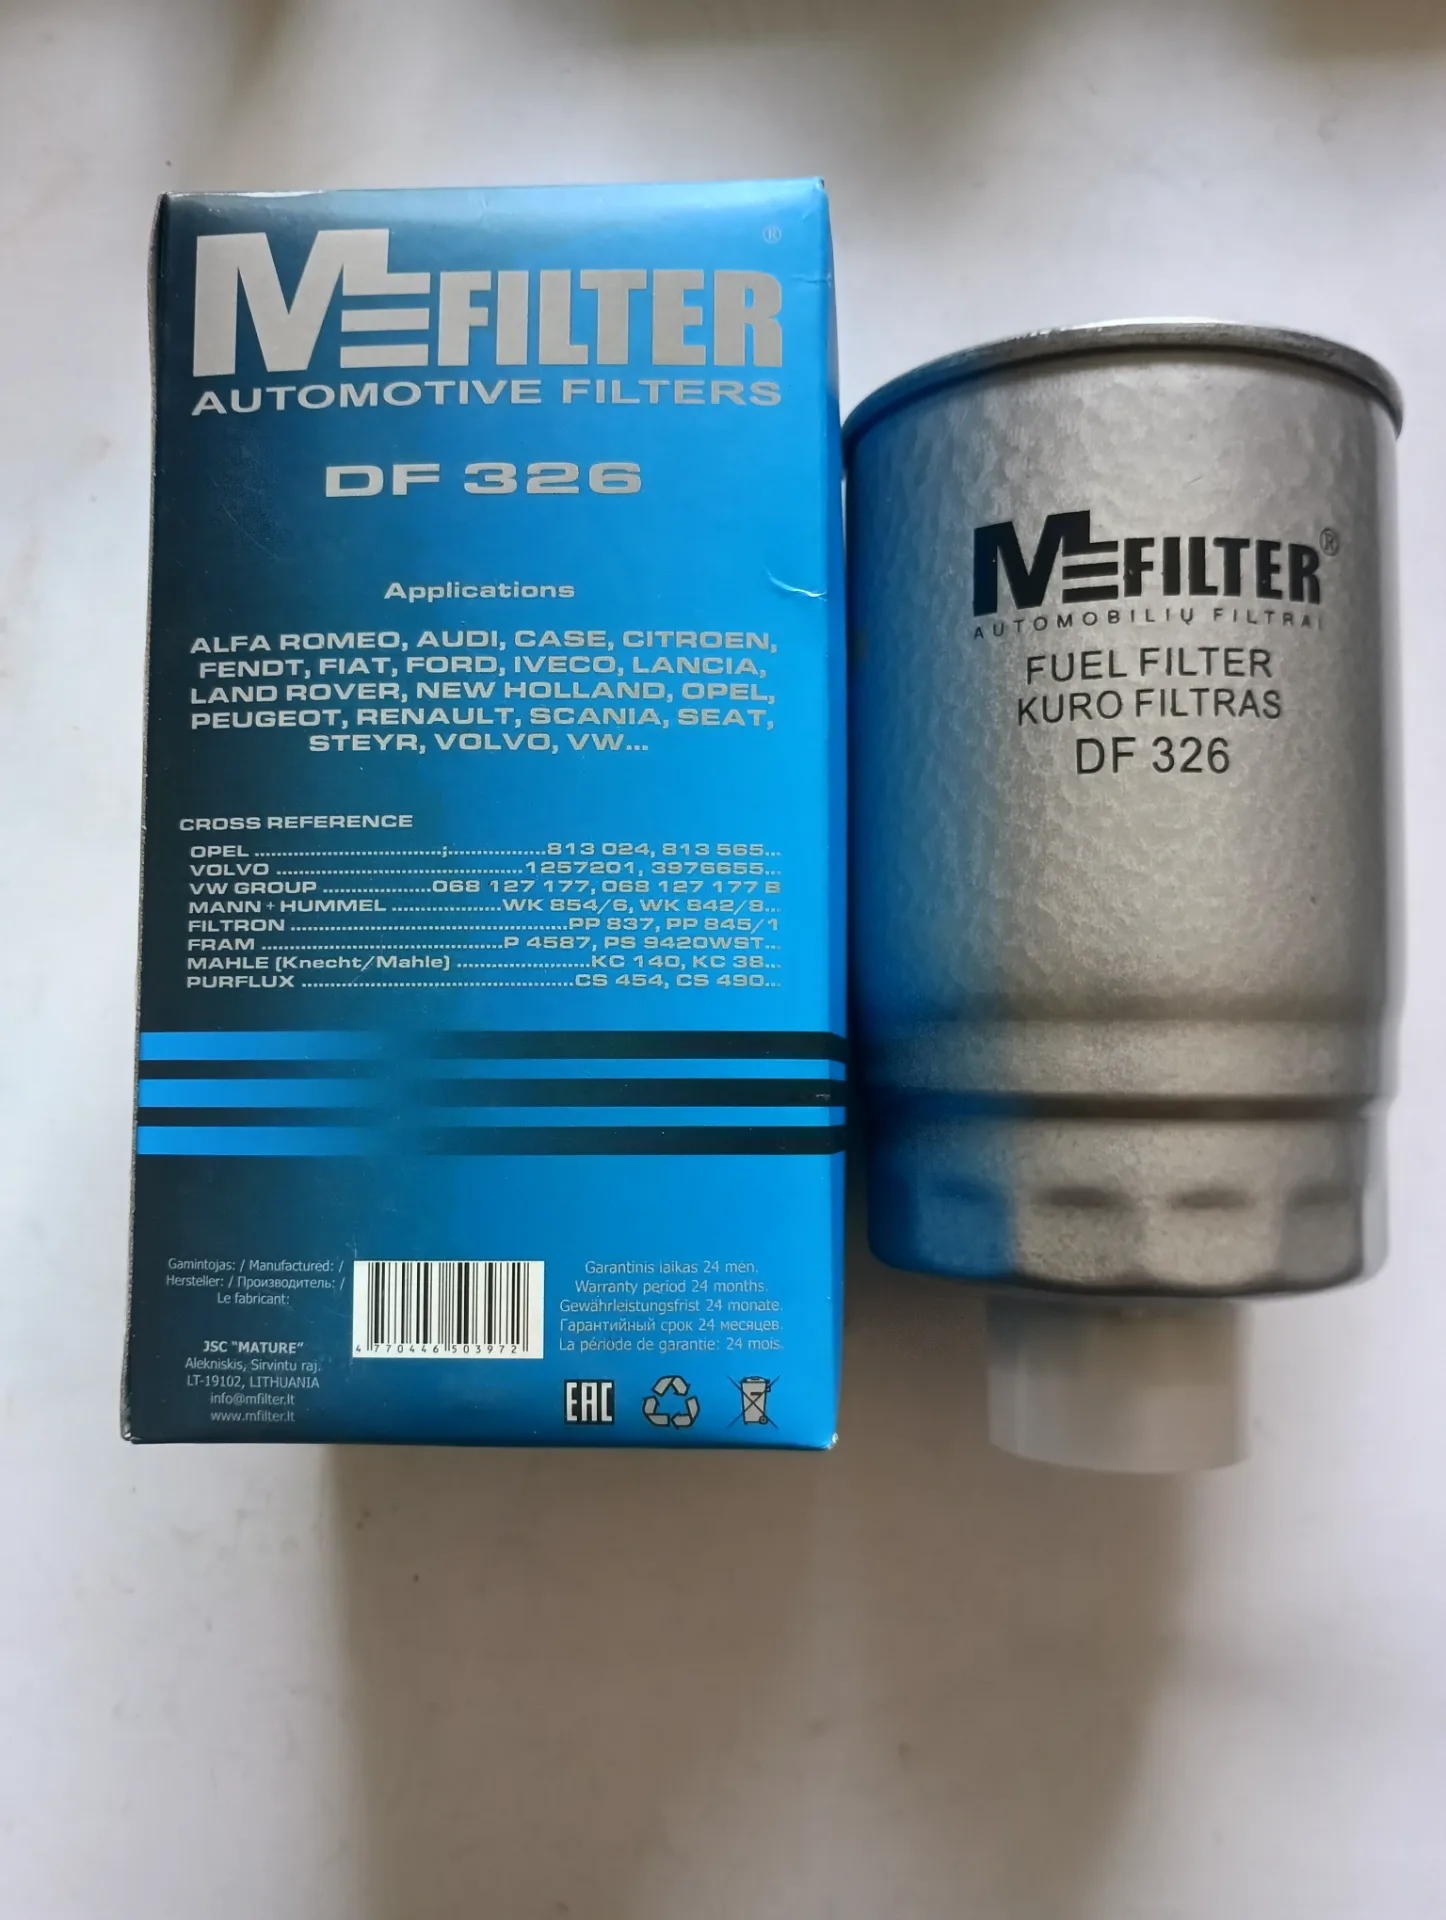 MFILTER ®
AUTOMOTIVE FILTERS
DF 326
Applications
ALFA ROMEO, AUDI, CASE, CITROEN,
FENDT, FIAT, FORD, IVECO, LANCIA,
LAND ROVER, NEW HOLLAND, OPEL,
PEUGEOT, RENAULT, SCANIA, SEAT,
STEYR, VOLVO, VW...
CROSS REFERENCE
OPEL ..... 813 024, 813 565...
VOLVO ..... 1257201, 3976655...
VW GROUP ..... 068 127 177, 068 127 177 B
MANN + HUMMEL ..... WK 854/6, WK 842/8...
FILTRON ..... PP 837, PP 845/1
FRAM ..... P 4587, PS 9420WST...
MAHLE (Knecht/Mahle) ..... KC 140, KC 38...
PURFLUX ..... CS 454, CS 490...
Gamintojas: / Manufactured: /
Hersteller: / Производитель: /
Le fabricant:
JSC "MATURE"
Alekniskis, Sirvintu raj.
LT-19102, LITHUANIA
info@mfilter.lt
www.mfilter.lt
4 770446 503972
Garantinis laikas 24 mėn.
Warranty period 24 months.
Gewährleistungsfrist 24 monate.
Гарантийный срок 24 месяцев.
La période de garantie: 24 mois.
EAC
MFILTER ®
AUTOMOBILIŲ FILTRAI
FUEL FILTER
KURO FILTRAS
DF 326